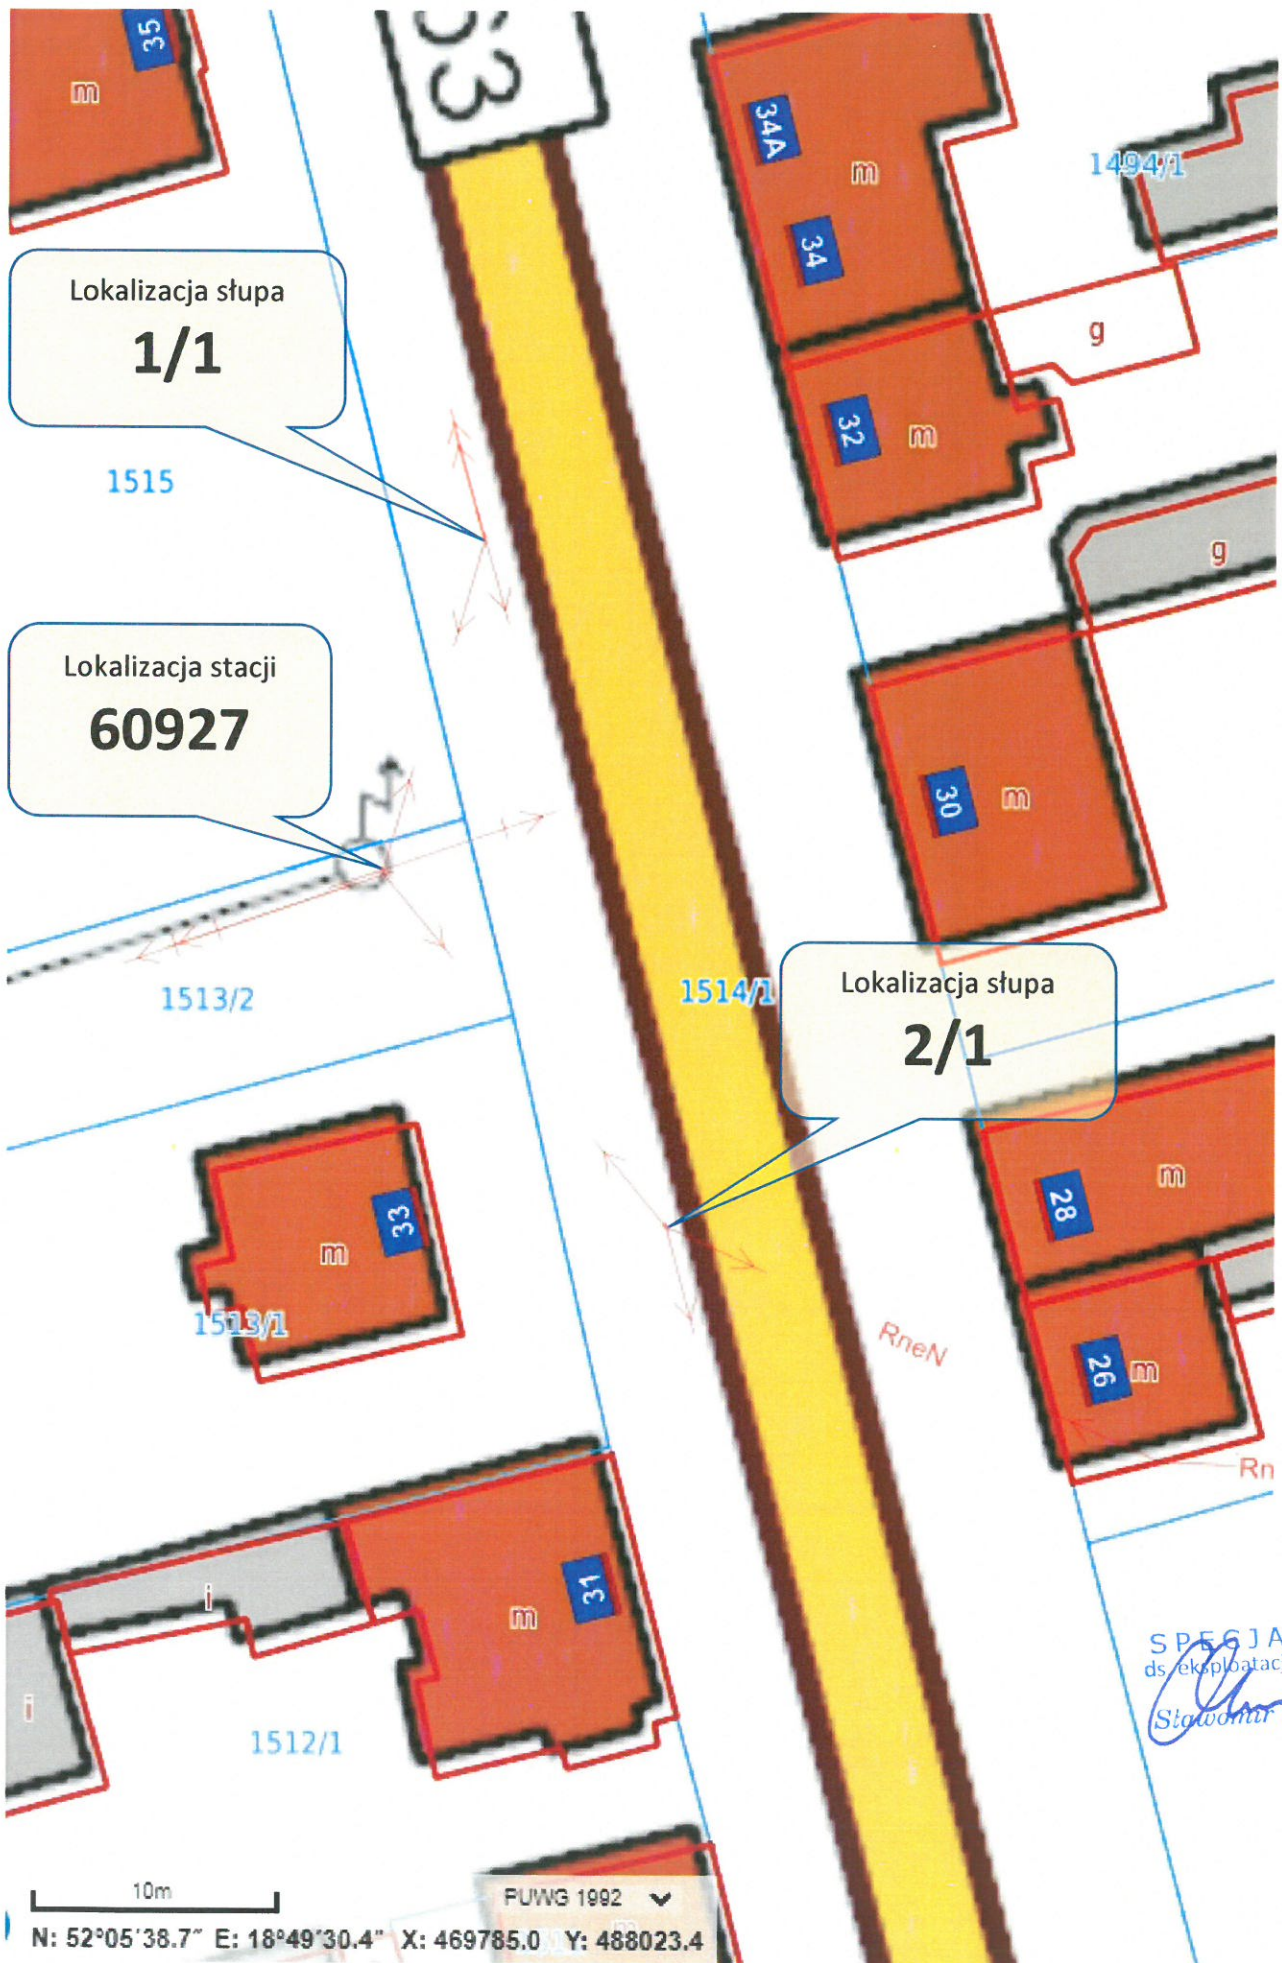 35
m
63
34A
m
1494/1
34
Lokalizacja słupa
1/1
g
32
m
1515
g
Lokalizacja stacji
60927
30
m
1513/2
1514/1
Lokalizacja słupa
2/1
m
28
33
m
1513/1
RneN
26
m
Rn
31
i
m
i
1512/1
SPECJA
ds. eksploatac
Sławomir
10m
PUWG 1992
N: 52°05'38.7" E: 18°49'30.4" X: 469785.0 Y: 488023.4